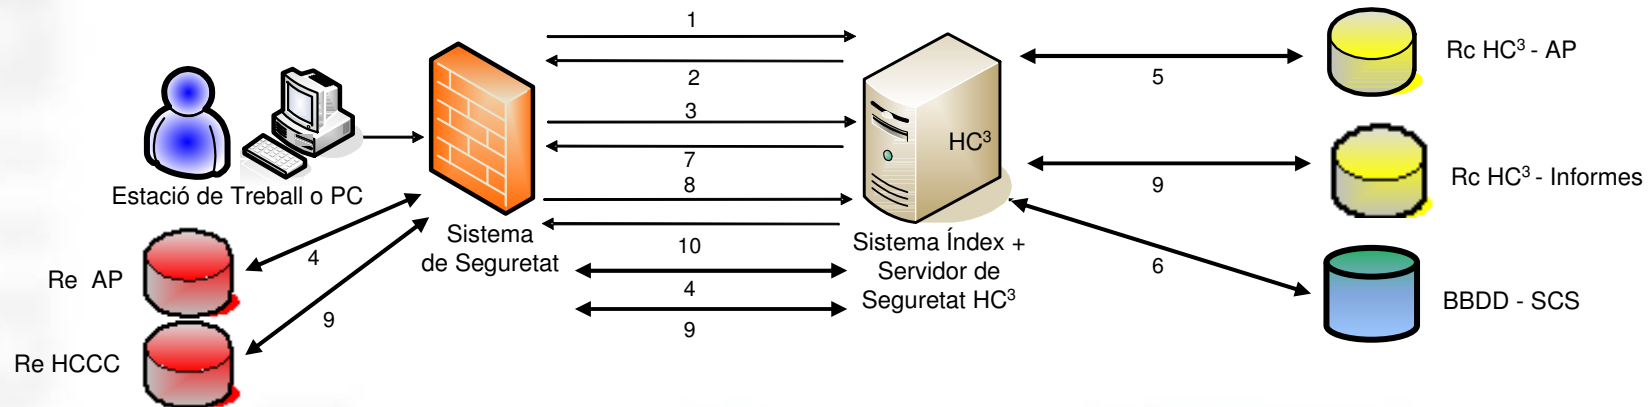 1
Rc HC³ - AP
2
5
3
HC³
7
Rc HC³ - Informes
Estació de Treball o PC
8
9
Sistema
de Seguretat
Sistema Índex +
Servidor de
Seguretat HC³
10
4
Re AP
6
4
BBDD - SCS
9
9
Re HCCC